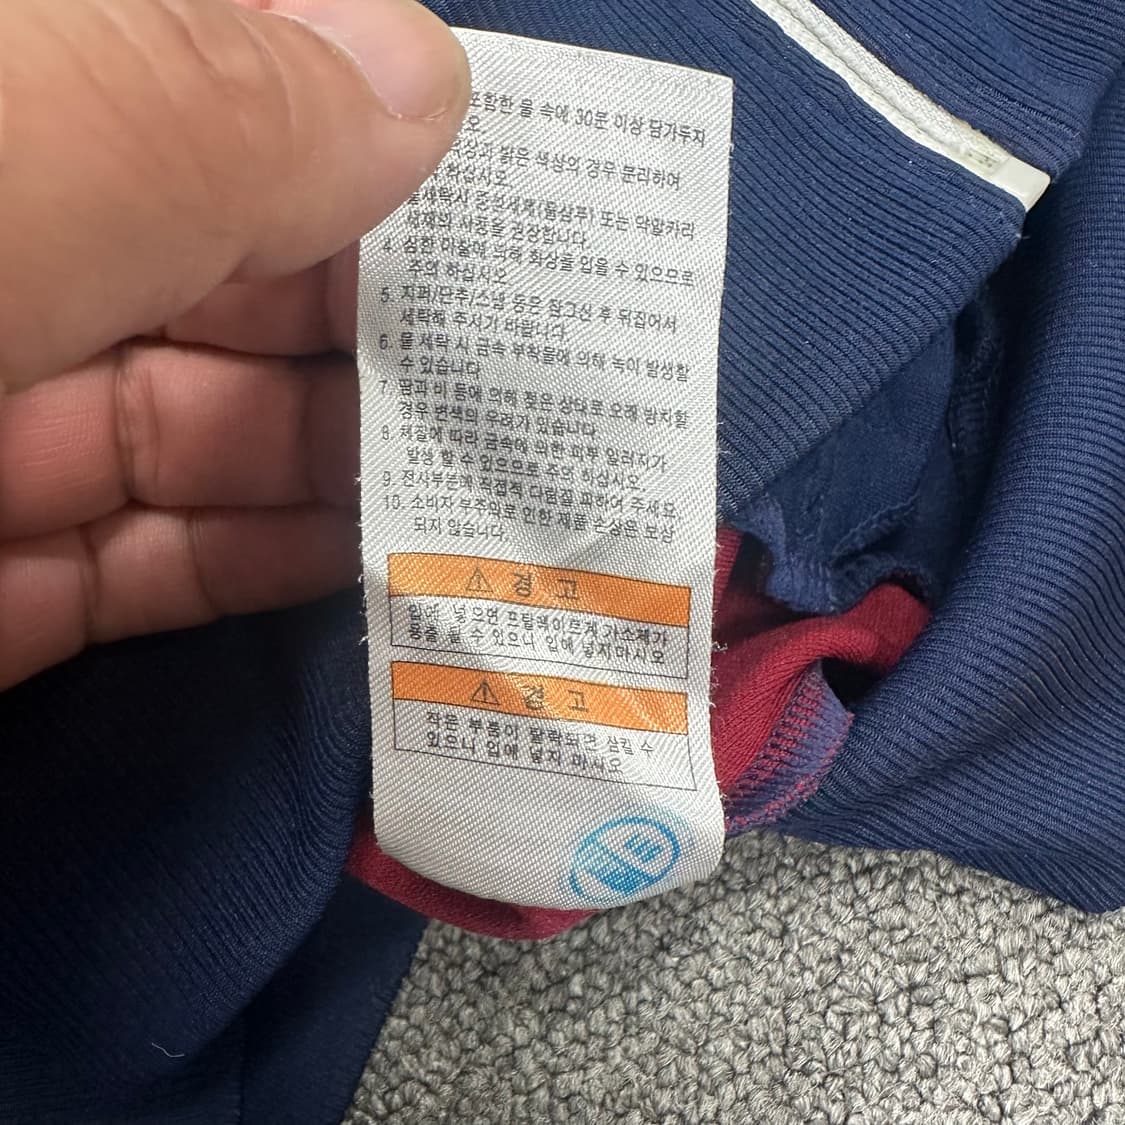 포함한 물 속에 30분 이상 담가두지
오.
밝은 색상의 경우 분리하여
하십시오
물세탁시 중성세제(울샴푸) 또는 약알카리
세제의 사용을 권장합니다.
4. 심한 마찰에 의해 화상을 입을 수 있으므로
주의 하십시오
5. 지퍼/단추/스냅 등은 잠그신 후 뒤집어서
세탁해 주시기 바랍니다.
6. 물 세탁 시 금속 부착물에 의해 녹이 발생할
수 있습니다
7. 땀과 비 등에 의해 젖은 상태로 오래 방치할
경우 변색의 우려가 있습니다.
8. 체질에 따라 금속에 의한 피부 알러지가
발생 할 수 있으므로 주의 하십시오.
9. 전사부분에 직접적 다림질 피하여 주세요.
10. 소비자 부주의로 인한 제품 손상은 보상
되지 않습니다.
⚠ 경 고
입에 넣으면 프탈레이트계 가소제가
용출 될 수 있으니 입에 넣지마시오
⚠ 경 고
작은 부품이 탈락되면 삼킬 수
있으니 입에 넣지 마시오